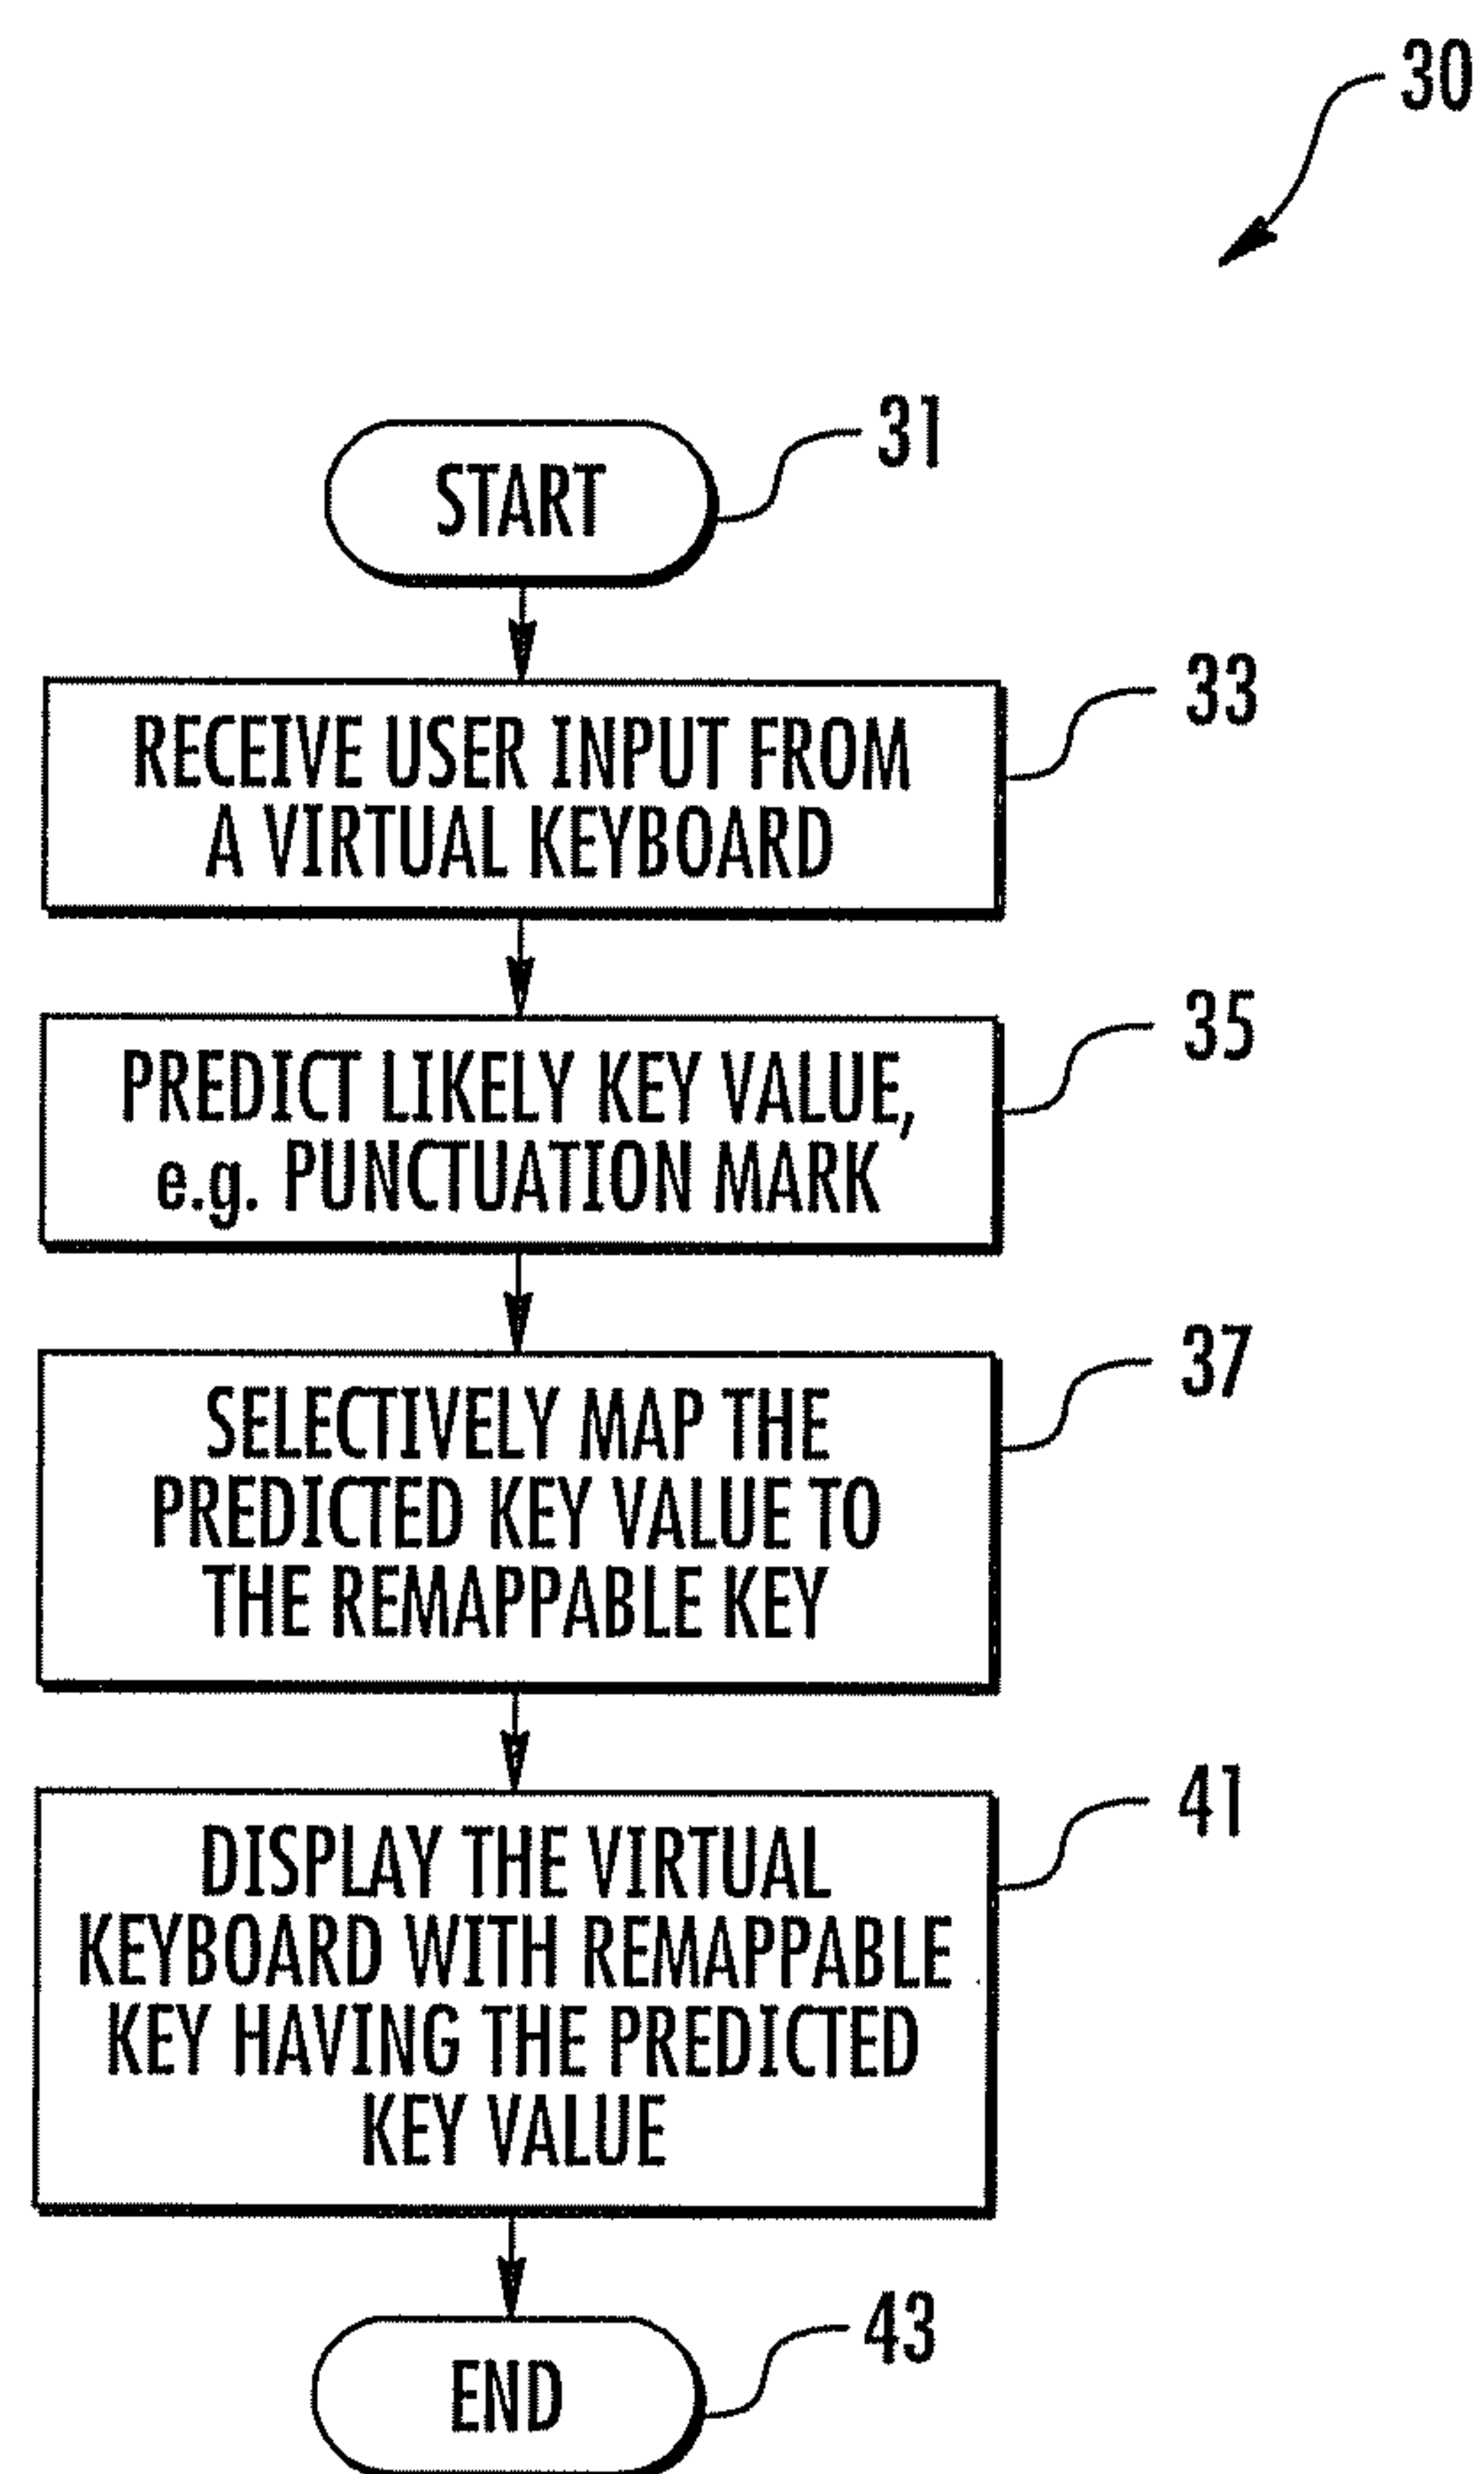 30
START
31
RECEIVE USER INPUT FROM
A VIRTUAL KEYBOARD
33
PREDICT LIKELY KEY VALUE,
e.g. PUNCTUATION MARK
35
SELECTIVELY MAP THE
PREDICTED KEY VALUE TO
THE REMAPPABLE KEY
37
DISPLAY THE VIRTUAL
KEYBOARD WITH REMAPPABLE
KEY HAVING THE PREDICTED
KEY VALUE
41
END
43